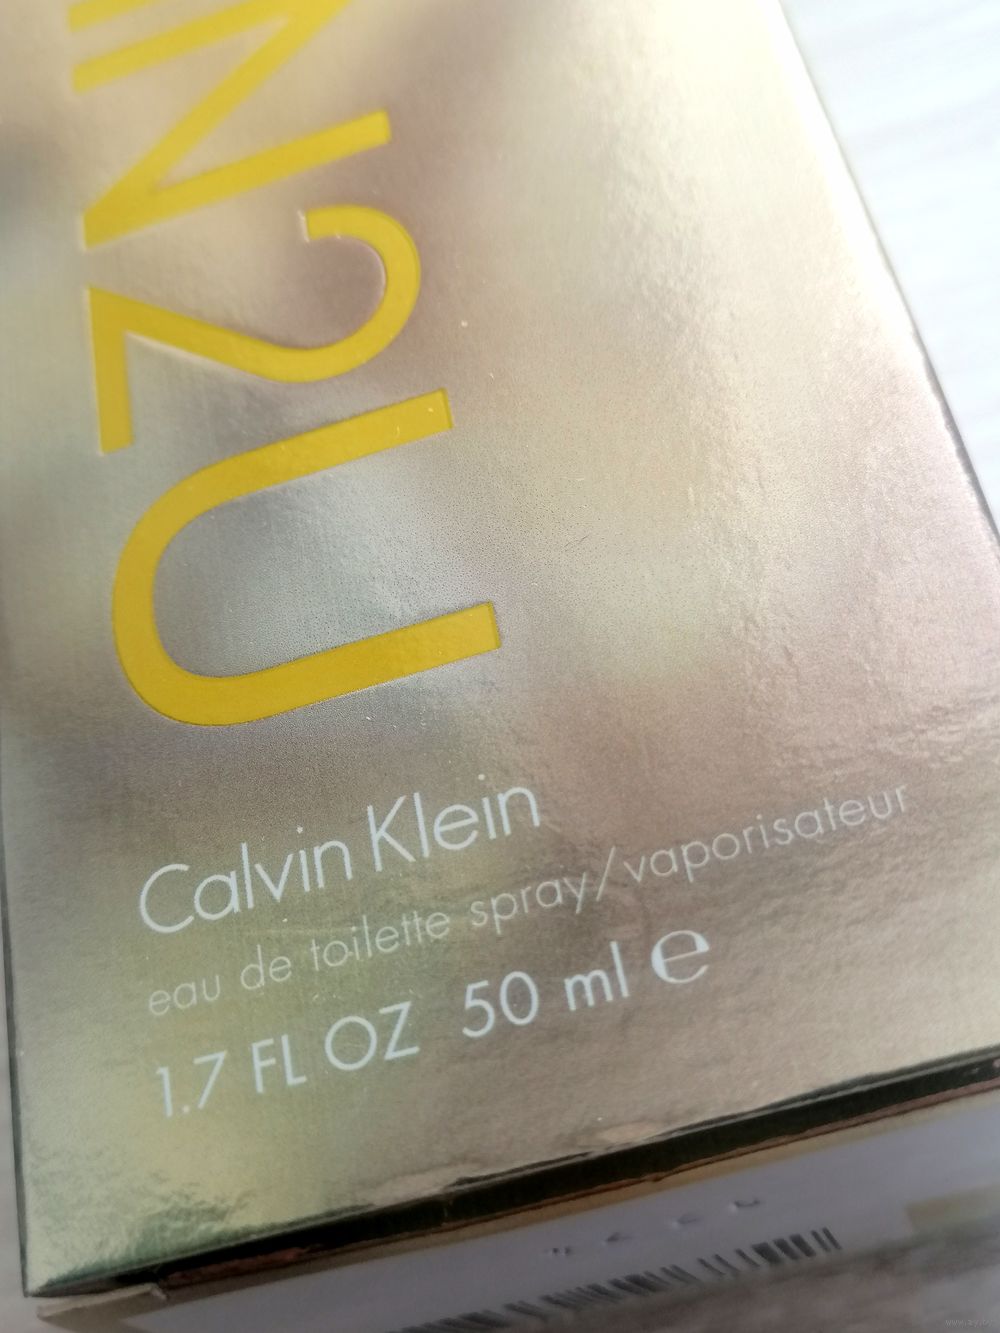 IN2U
Calvin Klein
eau de toilette spray/vaporisateur
1.7 FL OZ 50 ml ℮